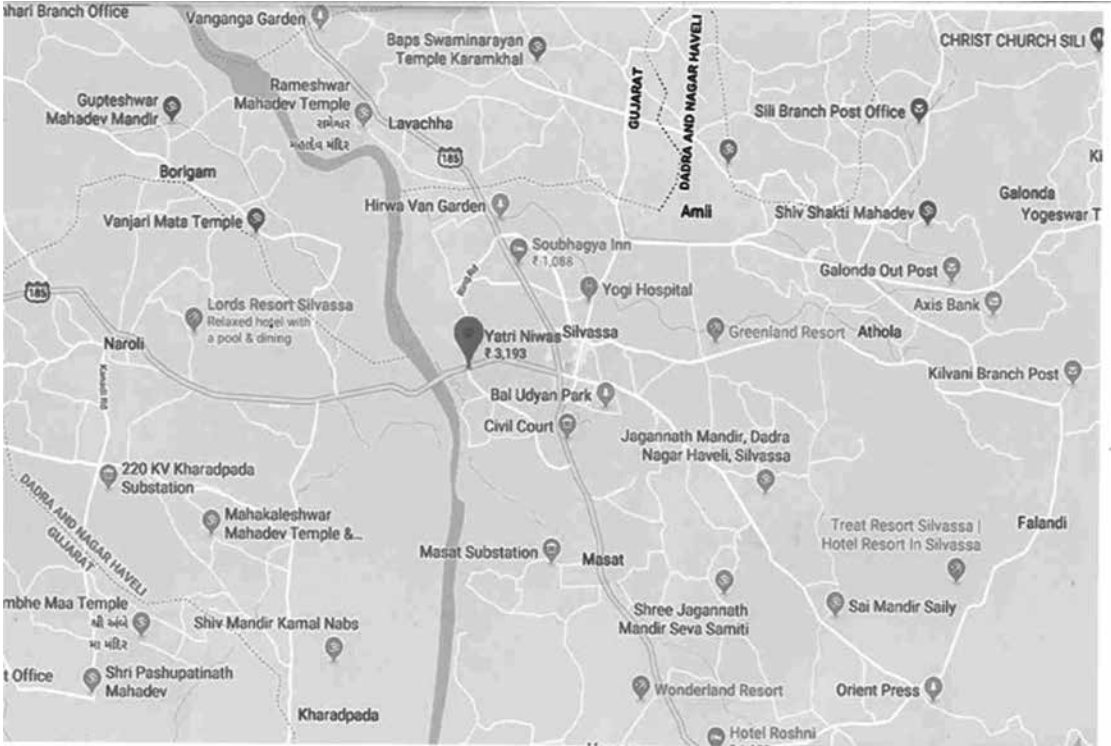 hhari Branch Office
Vanganga Garden
Baps Swaminarayan
Temple Karamkhal
CHRIST CHURCH SILI
GUJARAT
DADRA AND NAGAR HAVELI
Gupteshwar
Mahadev Mandir
Rameshwar
Mahadev Temple
Lavachha
Sili Branch Post Office
185
Ki
Borigam
Galonda
Yogeswar T
Vanjari Mata Temple
Hirwa Van Garden
Amli
Shiv Shakti Mahadev
Soubhagya Inn
₹ 1,088
Galonda Out Post
185
Yogi Hospital
Axis Bank
Lords Resort Silvassa
Relaxed hotel with
a pool & dining
Ring Rd
Naroli
Yatri Niwas
₹ 3,193
Silvassa
Greenland Resort
Athola
Kilvani Branch Post
Bal Udyan Park
Civil Court
Jagannath Mandir, Dadra
Nagar Haveli, Silvassa
220 KV Kharadpada
Substation
DADRA AND NAGAR HAVELI
GUJARAT
Mahakaleshwar
Mahadev Temple &...
Treat Resort Silvassa |
Hotel Resort In Silvassa
Falandi
Masat Substation
Masat
mbhe Maa Temple
શ્રી અંબે
મા મંદિર
Shiv Mandir Kamal Nabs
Shree Jagannath
Mandir Seva Samiti
Sai Mandir Saily
t Office
Shri Pashupatinath
Mahadev
Wonderland Resort
Orient Press
Kharadpada
Hotel Roshni